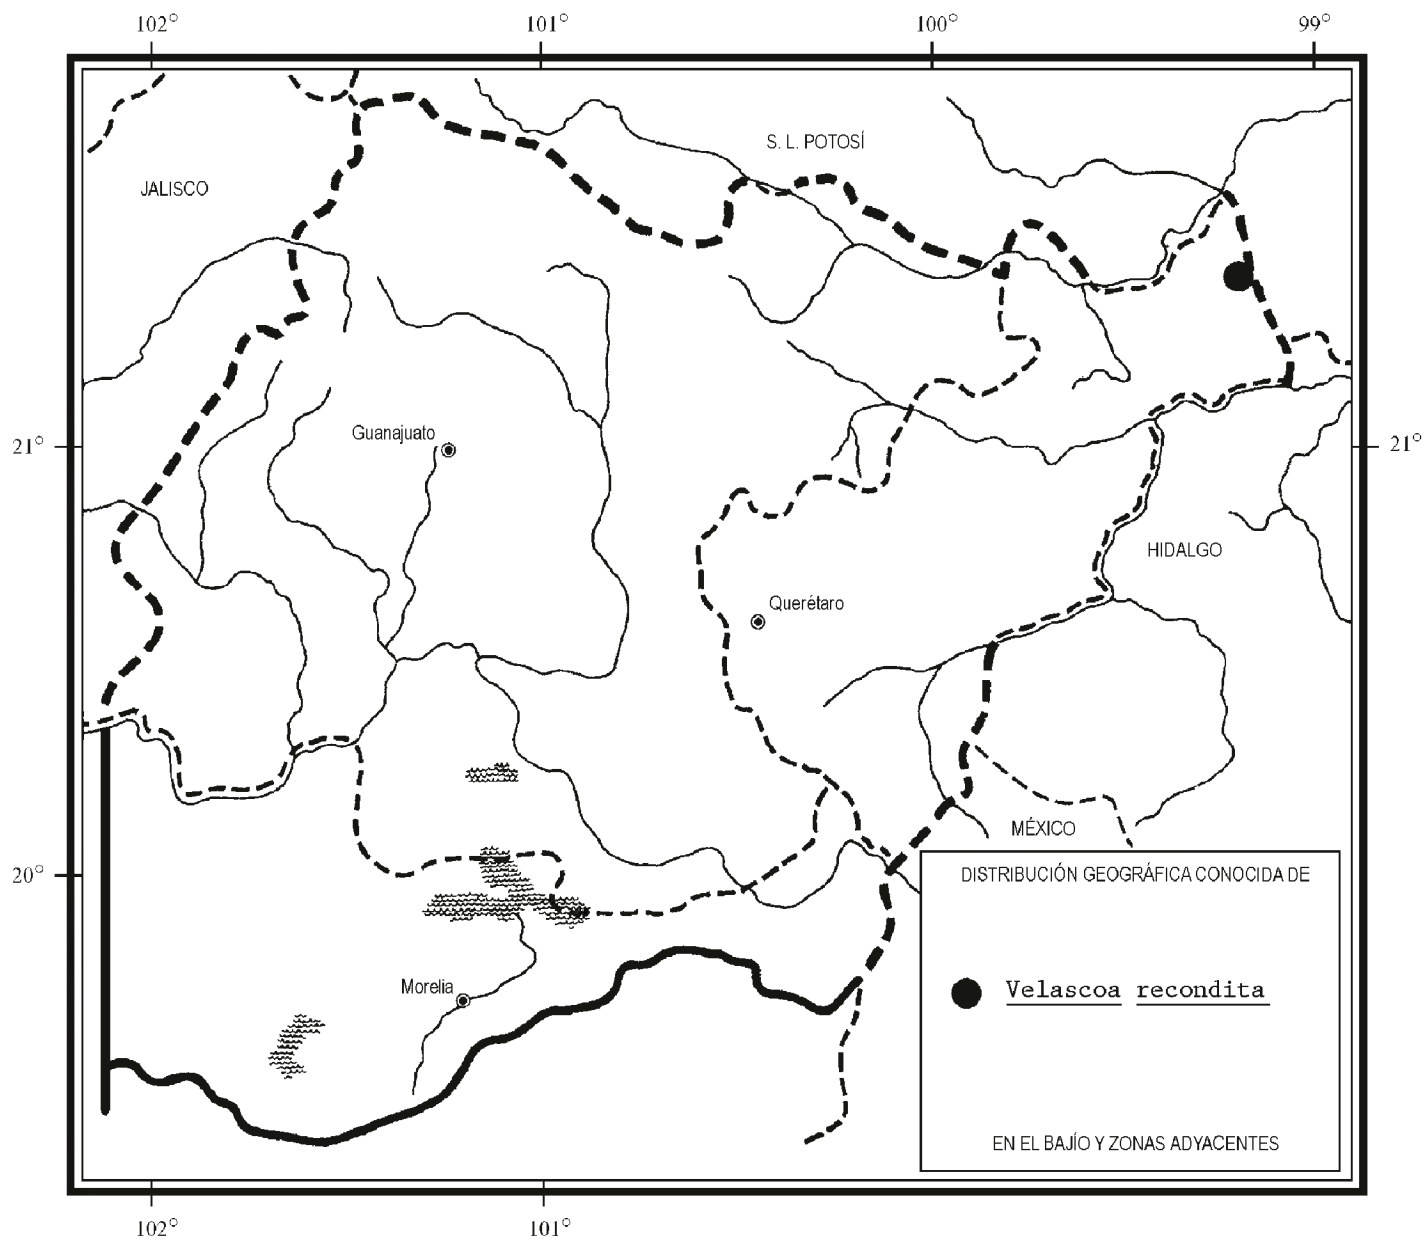 102° 101° 100° 99°
S. L. POTOSÍ
JALISCO
Guanajuato
21° 21°
HIDALGO
Querétaro
MÉXICO
20°
DISTRIBUCIÓN GEOGRÁFICA CONOCIDA DE
Morelia
Velascoa recondita
EN EL BAJÍO Y ZONAS ADYACENTES
102° 101°